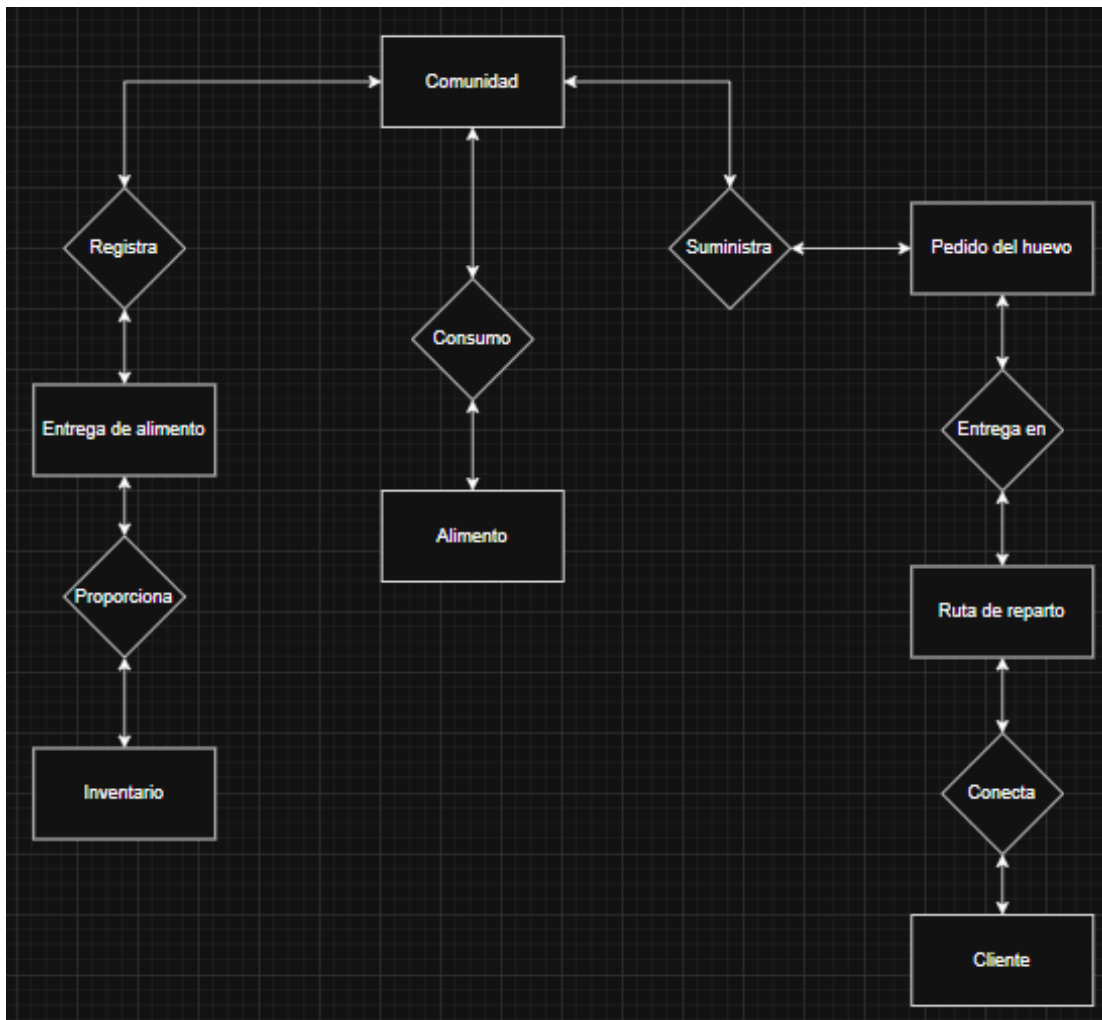 Comunidad
Registra
Suministra
Pedido del huevo
Consumo
Entrega de alimento
Entrega en
Alimento
Proporciona
Ruta de reparto
Inventario
Conecta
Cliente